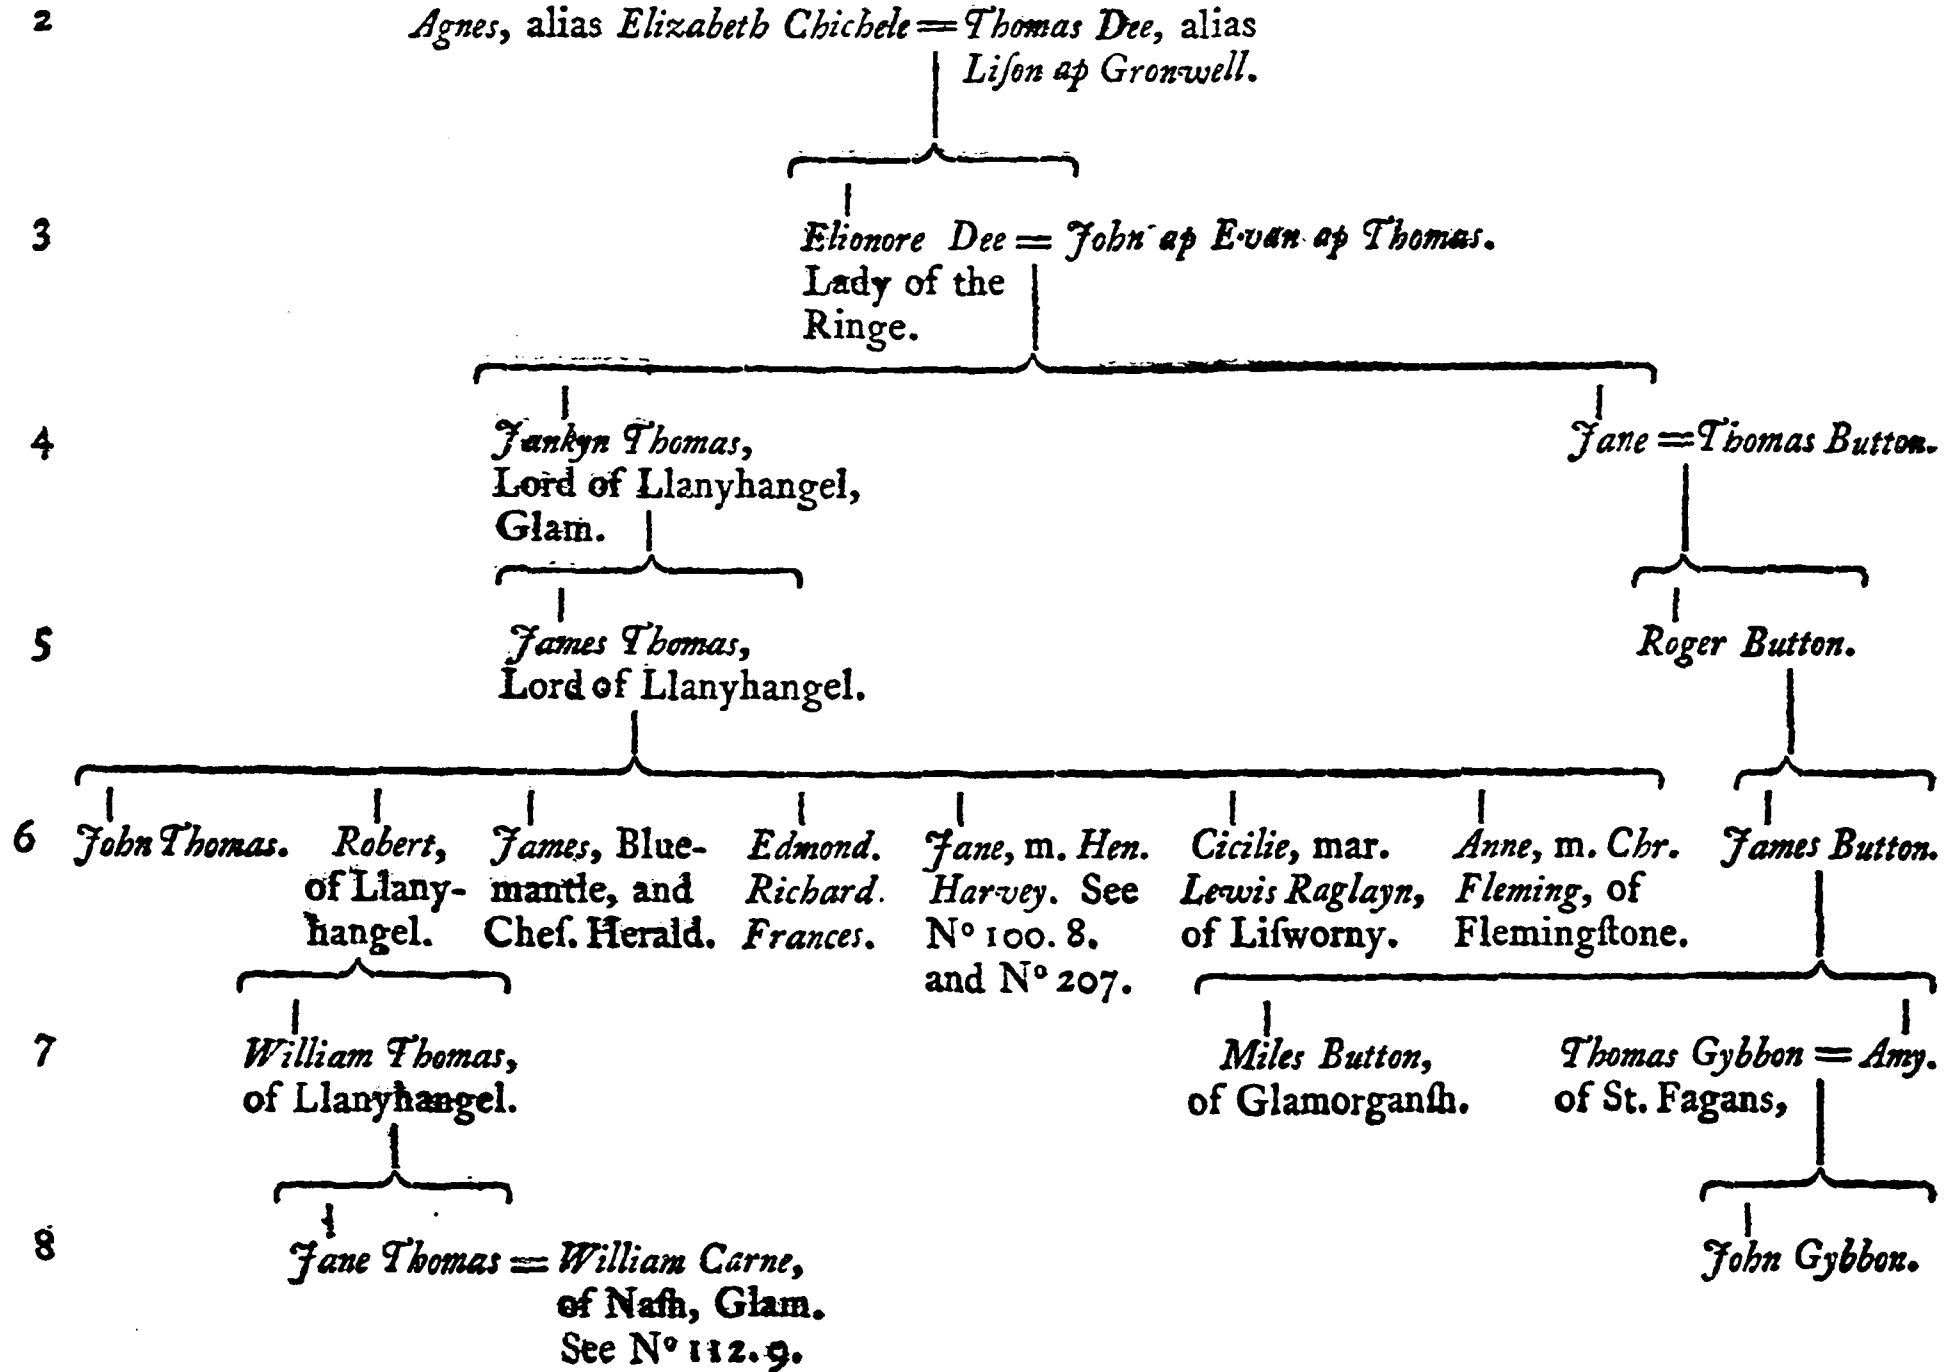 2
Agnes, alias Elizabeth Chichele = Thomas Dee, alias
Liſon ap Gronwell.
3
Elionore Dee = John ap Evan ap Thomas.
Lady of the
Ringe.
4
Jankyn Thomas,
Lord of Llanyhangel,
Glam.
Jane = Thomas Button.
5
James Thomas,
Lord of Llanyhangel.
Roger Button.
6
John Thomas.
Robert,
of Llany-
hangel.
James, Blue-
mantle, and
Cheſ. Herald.
Edmond.
Richard.
Frances.
Jane, m. Hen.
Harvey. See
Nº 100. 8.
and Nº 207.
Cicilie, mar.
Lewis Raglayn,
of Liſworny.
Anne, m. Chr.
Fleming, of
Flemingſtone.
James Button.
7
William Thomas,
of Llanyhangel.
Miles Button,
of Glamorganſh.
Thomas Gybbon = Amy.
of St. Fagans,
8
Jane Thomas = William Carne,
of Naſh, Glam.
See Nº 112. 9.
John Gybbon.